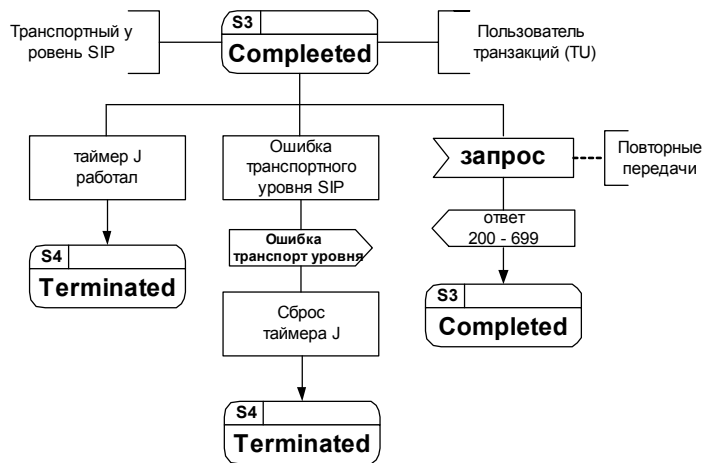 Транспортный у
ровень SIP
S3
Compleeted
Пользователь
транзакций (TU)
таймер J
работал
Ошибка
транспортного
уровня SIP
запрос
Повторные
передачи
Ошибка
транспорт уровня
ответ
200 - 699
S4
Terminated
S3
Completed
Сброс
таймера J
S4
Terminated